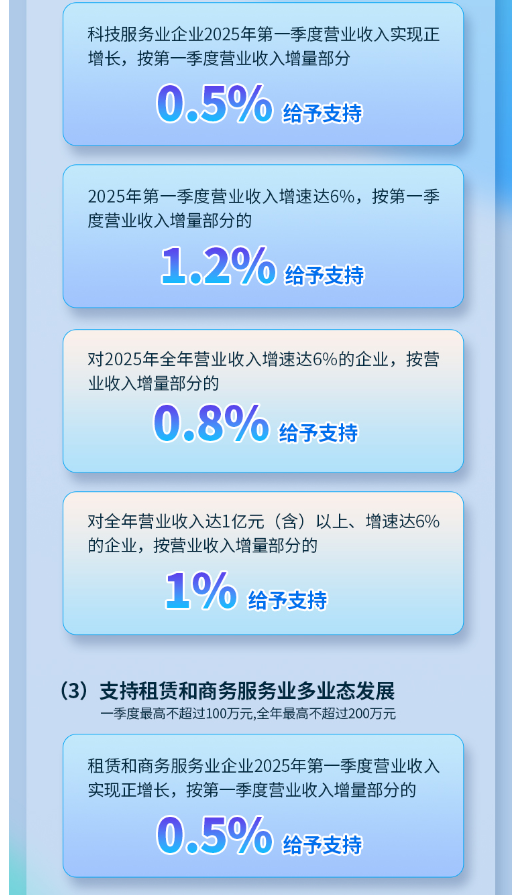 科技服务业企业2025年第一季度营业收入实现正
增长，按第一季度营业收入增量部分
0.5% 给予支持
2025年第一季度营业收入增速达6%，按第一季
度营业收入增量部分的
1.2% 给予支持
对2025年全年营业收入增速达6%的企业，按营
业收入增量部分的
0.8% 给予支持
对全年营业收入达1亿元（含）以上、增速达6%
的企业，按营业收入增量部分的
1% 给予支持
（3）支持租赁和商务服务业多业态发展
一季度最高不超过100万元,全年最高不超过200万元
租赁和商务服务业企业2025年第一季度营业收入
实现正增长，按第一季度营业收入增量部分的
0.5% 给予支持